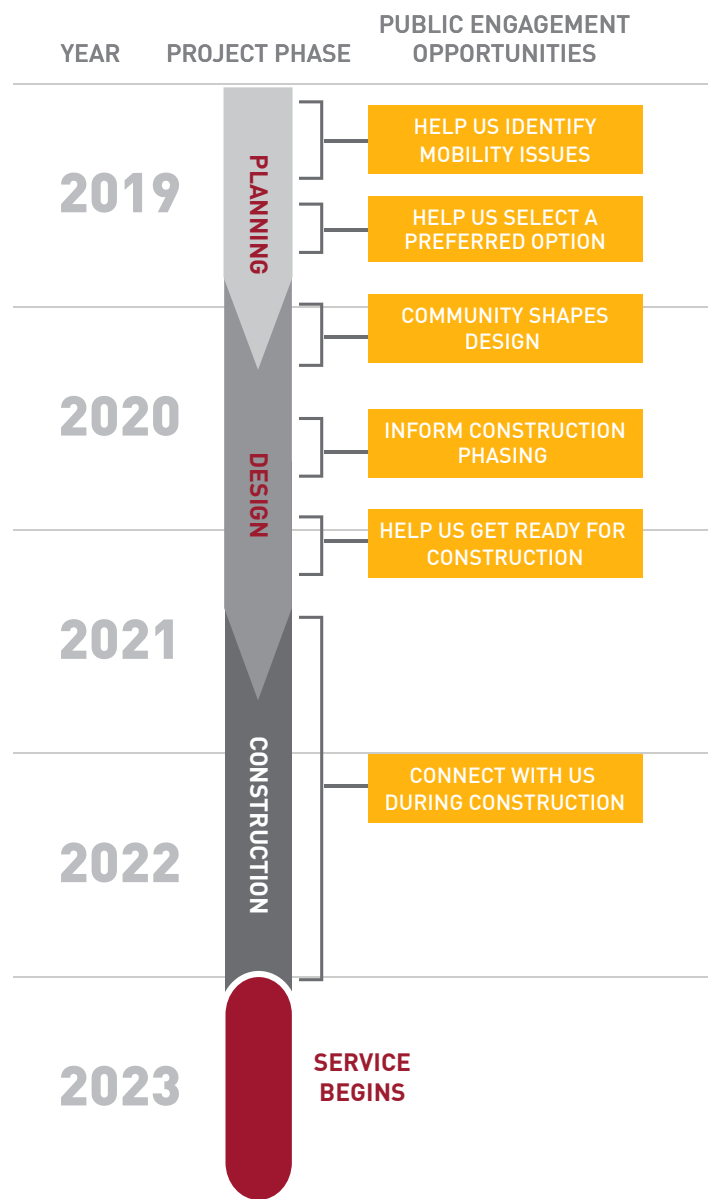 YEAR
PROJECT PHASE
PUBLIC ENGAGEMENT
OPPORTUNITIES
2019
PLANNING
HELP US IDENTIFY
MOBILITY ISSUES
HELP US SELECT A
PREFERRED OPTION
COMMUNITY SHAPES
DESIGN
2020
DESIGN
INFORM CONSTRUCTION
PHASING
HELP US GET READY FOR
CONSTRUCTION
2021
CONSTRUCTION
CONNECT WITH US
DURING CONSTRUCTION
2022
2023
SERVICE
BEGINS